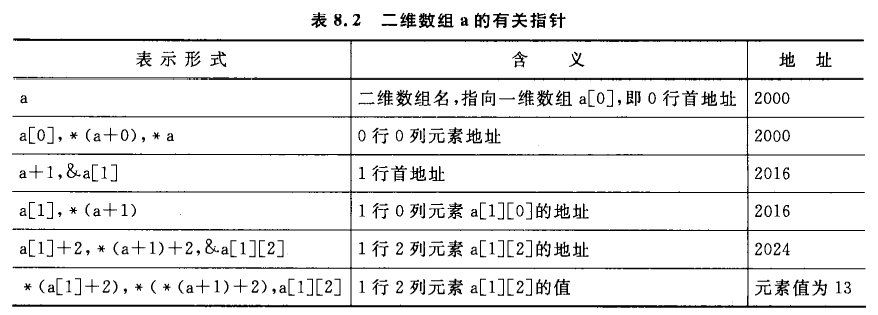 表 8.2 二维数组 a 的有关指针
表 示 形 式 含 义 地 址
a 二维数组名,指向一维数组 a[0],即 0 行首地址 2000
a[0],*(a+0),*a 0 行 0 列元素地址 2000
a+1,&a[1] 1 行首地址 2016
a[1],*(a+1) 1 行 0 列元素 a[1][0]的地址 2016
a[1]+2,*(a+1)+2,&a[1][2] 1 行 2 列元素 a[1][2]的地址 2024
*(a[1]+2),*(*(a+1)+2),a[1][2] 1 行 2 列元素 a[1][2]的值 元素值为 13